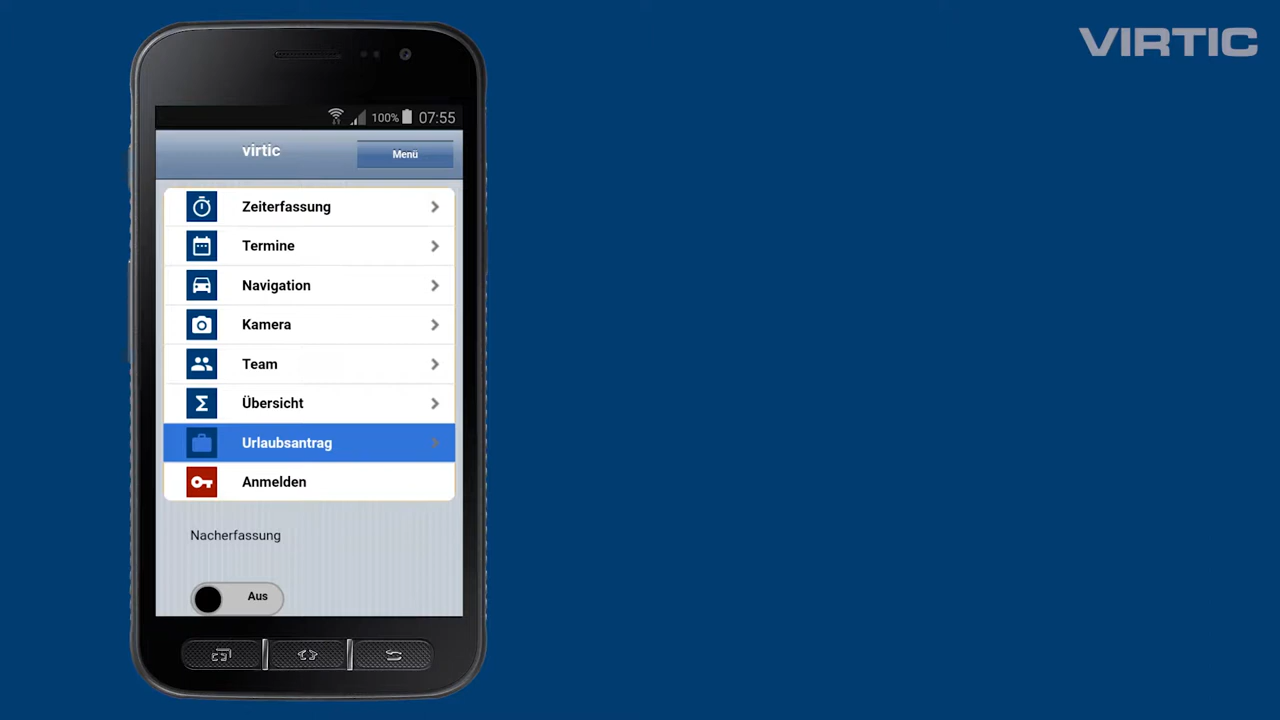 VIRTIC
100% 07:55
virtic
Menü
Zeiterfassung
Termine
Navigation
Kamera
Team
Übersicht
Urlaubsantrag
Anmelden
Nacherfassung
Aus